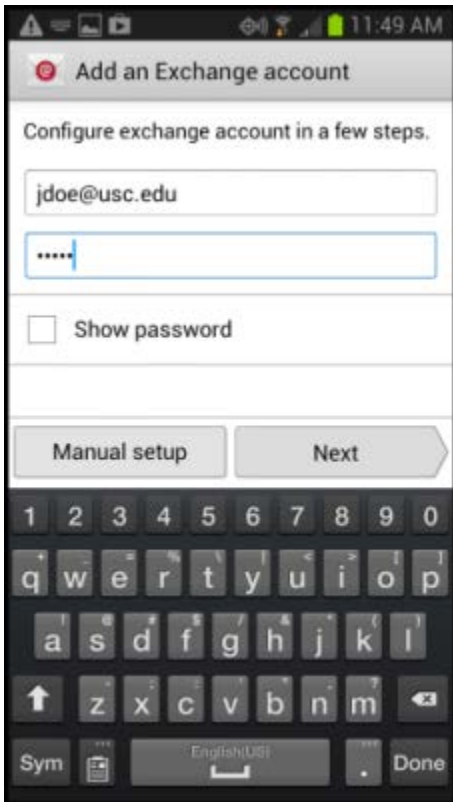 11:49 AM
Add an Exchange account
Configure exchange account in a few steps.
jdoe@usc.edu
•••••
Show password
Manual setup Next
1 2 3 4 5 6 7 8 9 0
q w e r t y u i o p
a s d f g h j k l
z x c v b n m
Sym English(US) . Done